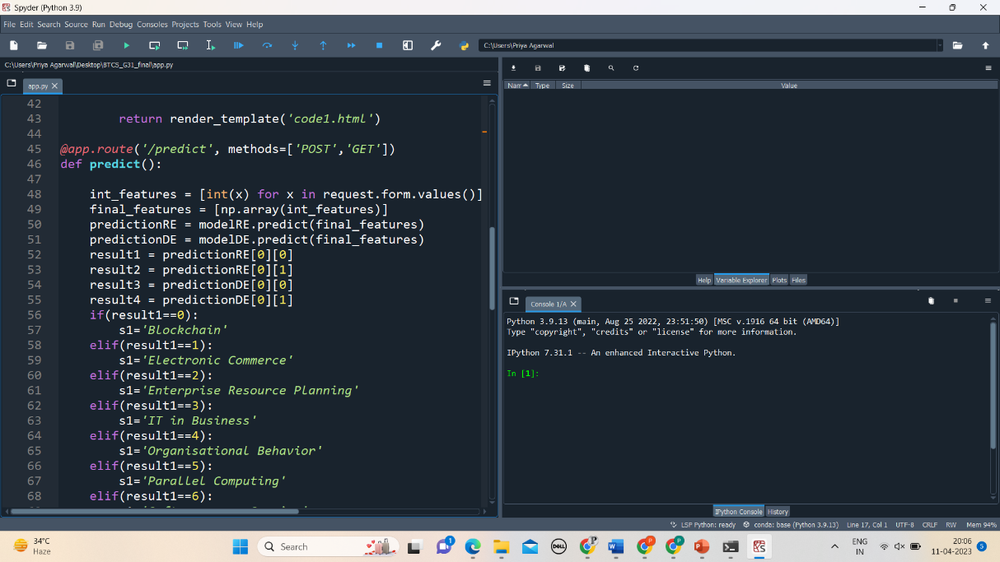 Spyder (Python 3.9)
File Edit Search Source Run Debug Consoles Projects Tools View Help
C:\Users\Priya Agarwal
C:\Users\Priya Agarwal\Desktop\BTCS_G31_final\app.py
app.py
42
43 return render_template('code1.html')
44
45 @app.route('/predict', methods=['POST','GET'])
46 def predict():
47
48 int_features = [int(x) for x in request.form.values()]
49 final_features = [np.array(int_features)]
50 predictionRE = modelRE.predict(final_features)
51 predictionDE = modelDE.predict(final_features)
52 result1 = predictionRE[0][0]
53 result2 = predictionRE[0][1]
54 result3 = predictionDE[0][0]
55 result4 = predictionDE[0][1]
56 if(result1==0):
57 s1='Blockchain'
58 elif(result1==1):
59 s1='Electronic Commerce'
60 elif(result1==2):
61 s1='Enterprise Resource Planning'
62 elif(result1==3):
63 s1='IT in Business'
64 elif(result1==4):
65 s1='Organisational Behavior'
66 elif(result1==5):
67 s1='Parallel Computing'
68 elif(result1==6):
Nam Type Size Value
Help Variable Explorer Plots Files
Console 1/A
Python 3.9.13 (main, Aug 25 2022, 23:51:50) [MSC v.1916 64 bit (AMD64)]
Type "copyright", "credits" or "license" for more information.
IPython 7.31.1 -- An enhanced Interactive Python.
In [1]:
IPython Console History
LSP Python: ready conda: base (Python 3.9.13) Line 17, Col 1 UTF-8 CRLF RW Mem 94%
34°C
Haze
Search
1
DELL
P
W
P
P
P
ENG
IN
20:06
11-04-2023
5